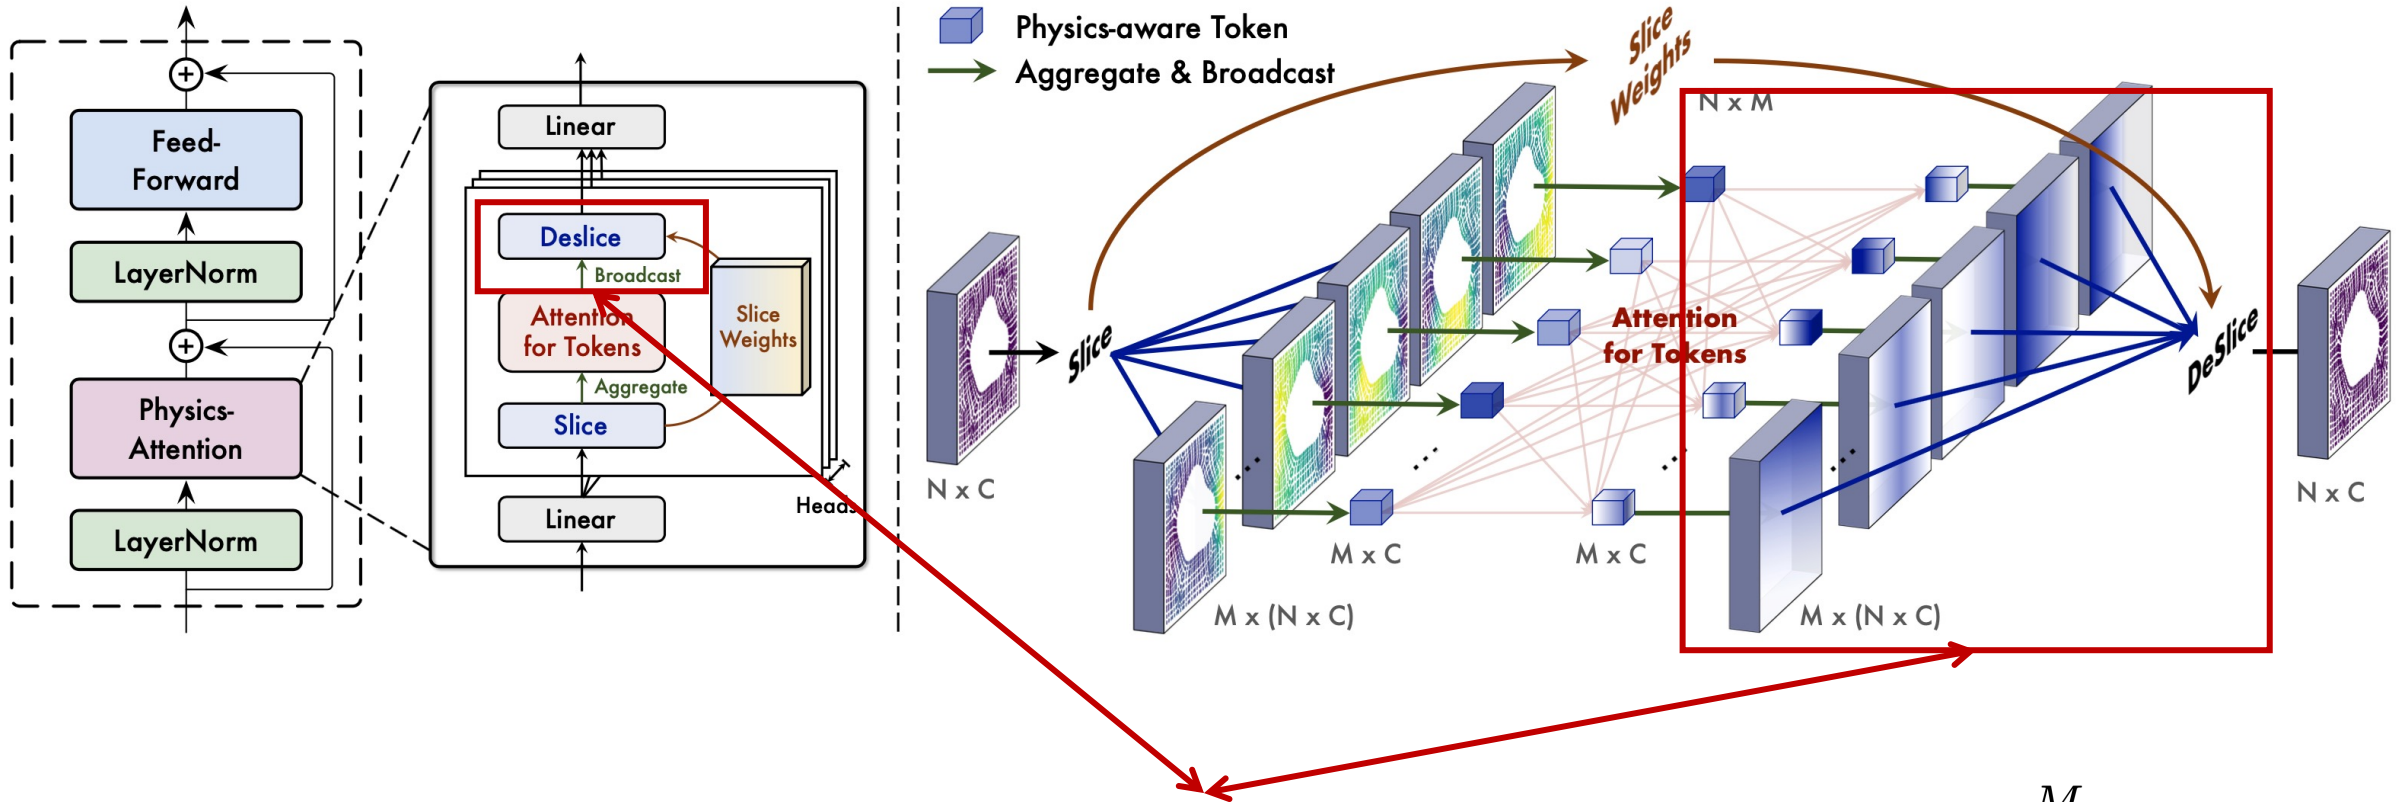 Feed-
Forward
LayerNorm
Physics-
Attention
LayerNorm
Linear
Deslice
Broadcast
Attention
for Tokens
Slice
Weights
Aggregate
Slice
Heads
Linear
Physics-aware Token
Aggregate & Broadcast
Slice
Weights
N x M
N x C
Slice
Attention
for Tokens
...
...
...
...
M x C
M x C
M x (N x C)
M x (N x C)
DeSlice
N x C
M